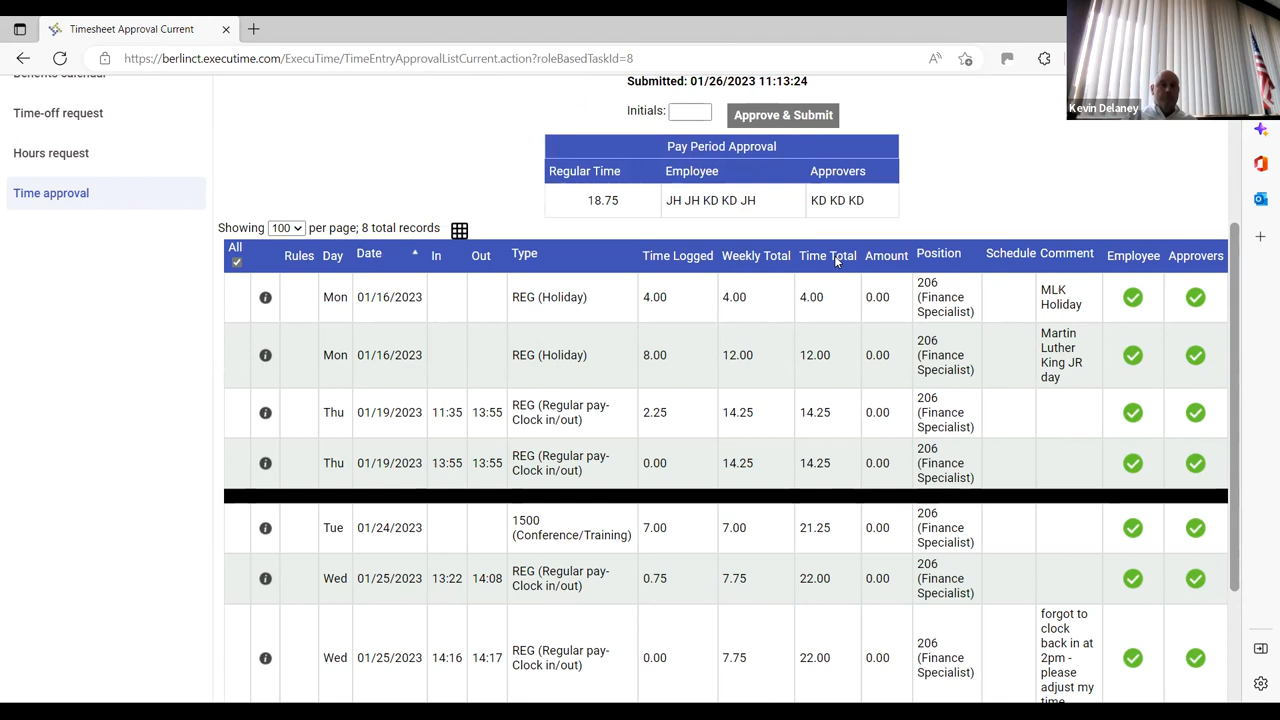 Timesheet Approval Current
https://berlinct.executime.com/ExecuTime/TimeEntryApprovalListCurrent.action?roleBasedTaskId=8
Kevin Delaney
Benefits calendar
Time-off request
Hours request
Time approval
Submitted: 01/26/2023 11:13:24
Initials: Approve & Submit
Pay Period Approval
Regular Time Employee Approvers
18.75 JH JH KD KD JH KD KD KD
Showing 100 per page; 8 total records
All Rules Day Date In Out Type Time Logged Weekly Total Time Total Amount Position Schedule Comment Employee Approvers
Mon 01/16/2023 REG (Holiday) 4.00 4.00 4.00 0.00 206
(Finance
Specialist)
MLK
Holiday
Mon 01/16/2023 REG (Holiday) 8.00 12.00 12.00 0.00 206
(Finance
Specialist)
Martin
Luther
King JR
day
Thu 01/19/2023 11:35 13:55 REG (Regular pay-
Clock in/out)
2.25 14.25 14.25 0.00 206
(Finance
Specialist)
Thu 01/19/2023 13:55 13:55 REG (Regular pay-
Clock in/out)
0.00 14.25 14.25 0.00 206
(Finance
Specialist)
Tue 01/24/2023 1500
(Conference/Training)
7.00 7.00 21.25 0.00 206
(Finance
Specialist)
Wed 01/25/2023 13:22 14:08 REG (Regular pay-
Clock in/out)
0.75 7.75 22.00 0.00 206
(Finance
Specialist)
Wed 01/25/2023 14:16 14:17 REG (Regular pay-
Clock in/out)
0.00 7.75 22.00 0.00 206
(Finance
Specialist)
forgot to
clock
back in at
2pm -
please
adjust my
time